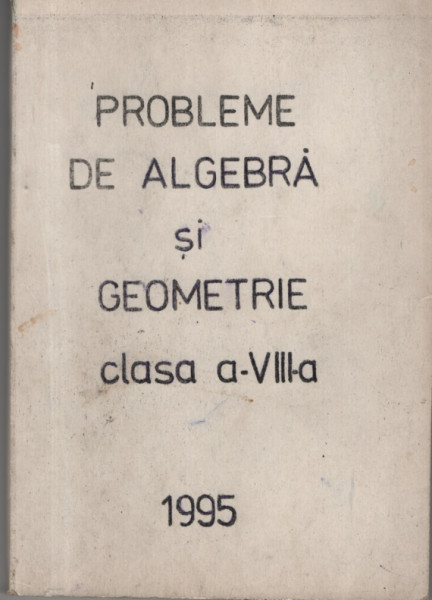 PROBLEME
DE ALGEBRĂ
și
GEOMETRIE
clasa a-VIII-a
1995